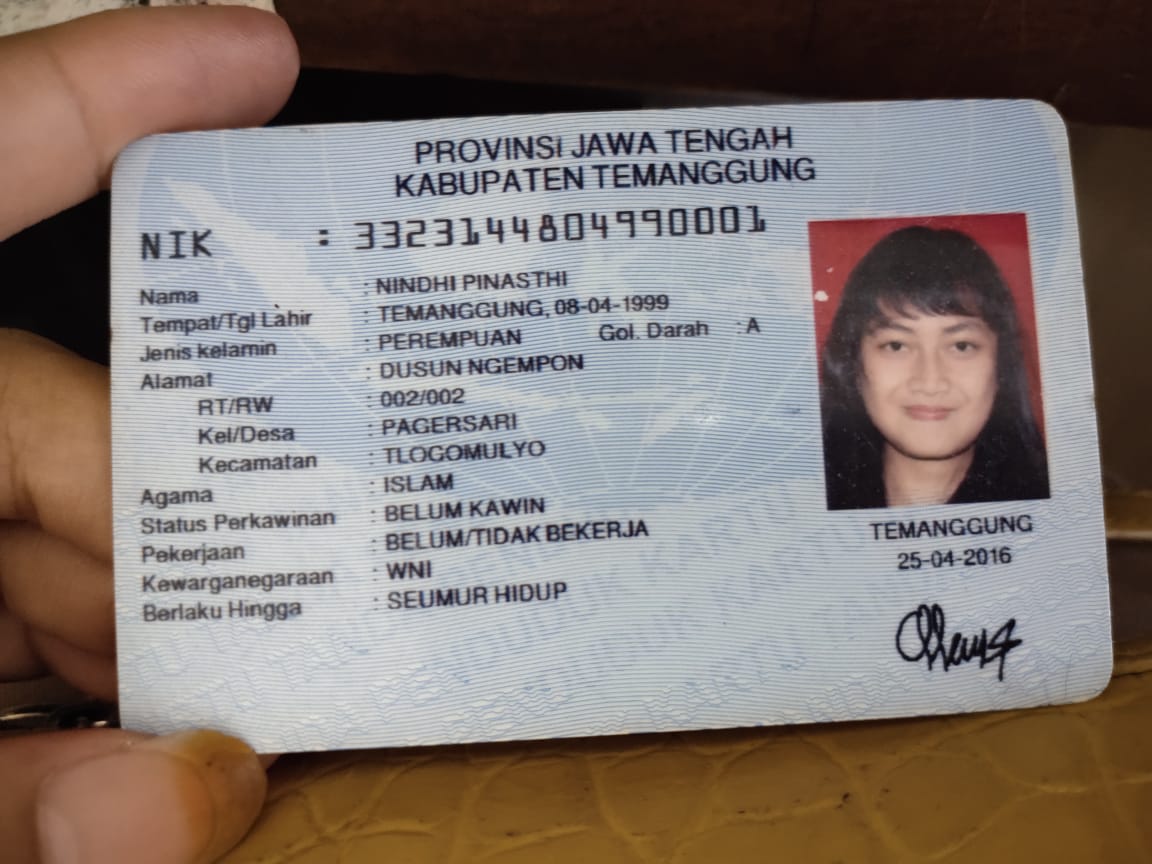 PROVINSI JAWA TENGAH
KABUPATEN TEMANGGUNG
NIK : 3323144804990001
Nama : NINDHI PINASTHI
Tempat/Tgl Lahir : TEMANGGUNG, 08-04-1999
Jenis kelamin : PEREMPUAN Gol. Darah : A
Alamat : DUSUN NGEMPON
RT/RW : 002/002
Kel/Desa : PAGERSARI
Kecamatan : TLOGOMULYO
Agama : ISLAM
Status Perkawinan : BELUM KAWIN
Pekerjaan : BELUM/TIDAK BEKERJA
Kewarganegaraan : WNI
Berlaku Hingga : SEUMUR HIDUP
TEMANGGUNG
25-04-2016